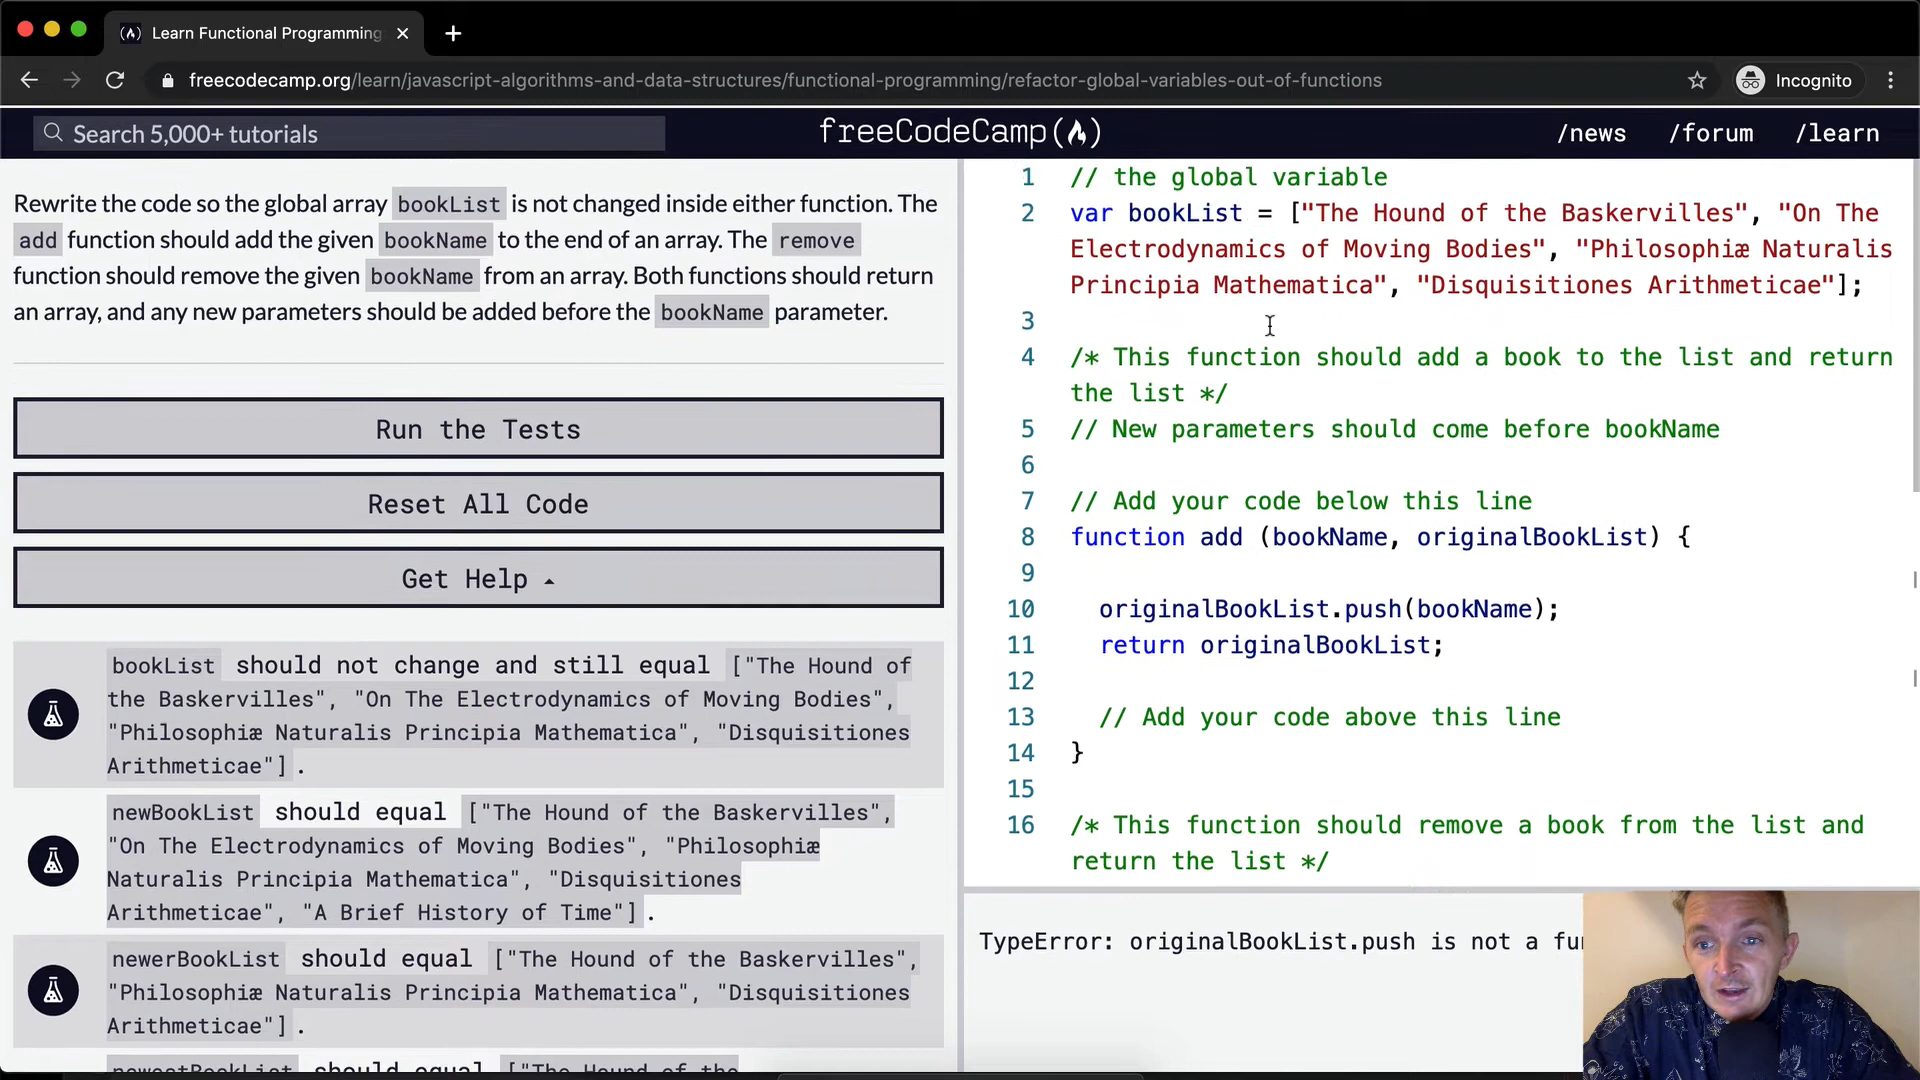 Learn Functional Programming
freecodecamp.org/learn/javascript-algorithms-and-data-structures/functional-programming/refactor-global-variables-out-of-functions
Incognito
Search 5,000+ tutorials
freeCodeCamp
/news
/forum
/learn
Rewrite the code so the global array bookList is not changed inside either function. The
add function should add the given bookName to the end of an array. The remove
function should remove the given bookName from an array. Both functions should return
an array, and any new parameters should be added before the bookName parameter.
Run the Tests
Reset All Code
Get Help
bookList should not change and still equal ["The Hound of
the Baskervilles", "On The Electrodynamics of Moving Bodies",
"Philosophiæ Naturalis Principia Mathematica", "Disquisitiones
Arithmeticae"].
newBookList should equal ["The Hound of the Baskervilles",
"On The Electrodynamics of Moving Bodies", "Philosophiæ
Naturalis Principia Mathematica", "Disquisitiones
Arithmeticae", "A Brief History of Time"].
newerBookList should equal ["The Hound of the Baskervilles",
"Philosophiæ Naturalis Principia Mathematica", "Disquisitiones
Arithmeticae"].
newestBookList should equal ["The Hound of the
1 // the global variable
2 var bookList = ["The Hound of the Baskervilles", "On The
Electrodynamics of Moving Bodies", "Philosophiæ Naturalis
Principia Mathematica", "Disquisitiones Arithmeticae"];
3
4 /* This function should add a book to the list and return
the list */
5 // New parameters should come before bookName
6
7 // Add your code below this line
8 function add (bookName, originalBookList) {
9
10 originalBookList.push(bookName);
11 return originalBookList;
12
13 // Add your code above this line
14 }
15
16 /* This function should remove a book from the list and
return the list */
TypeError: originalBookList.push is not a